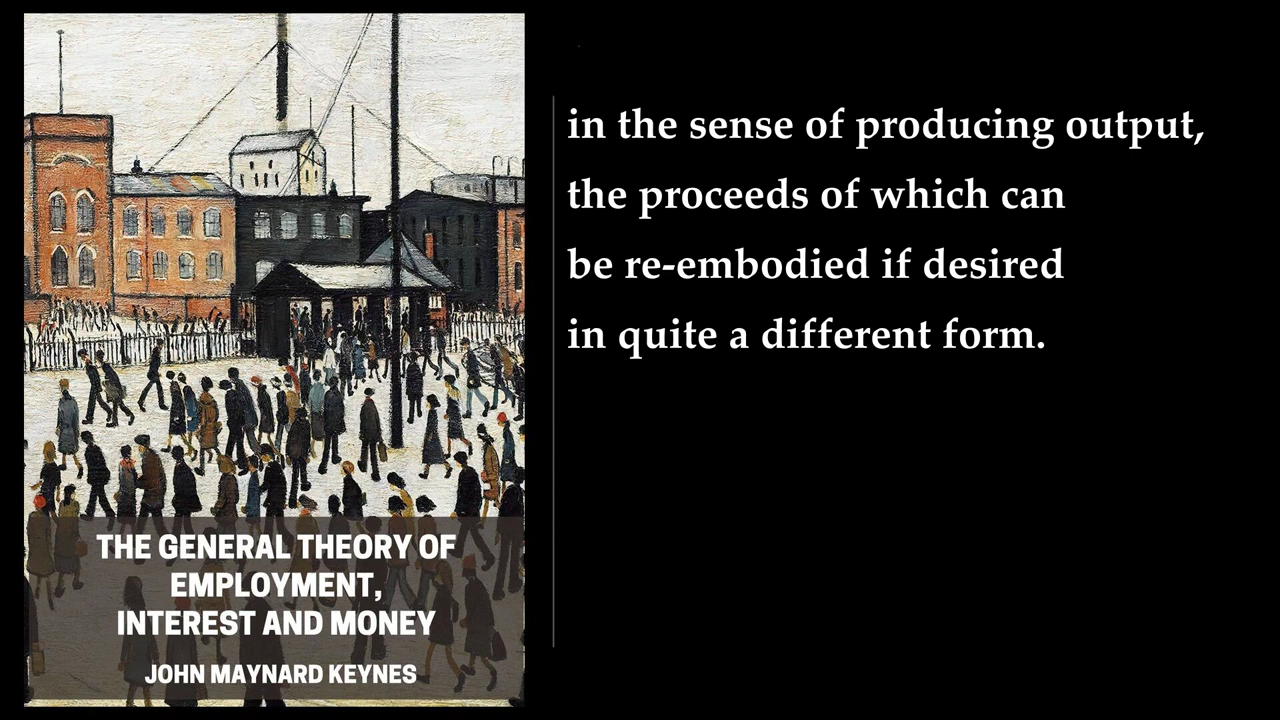 in the sense of producing output,
the proceeds of which can
be re-embodied if desired
in quite a different form.
THE GENERAL THEORY OF
EMPLOYMENT,
INTEREST AND MONEY
JOHN MAYNARD KEYNES